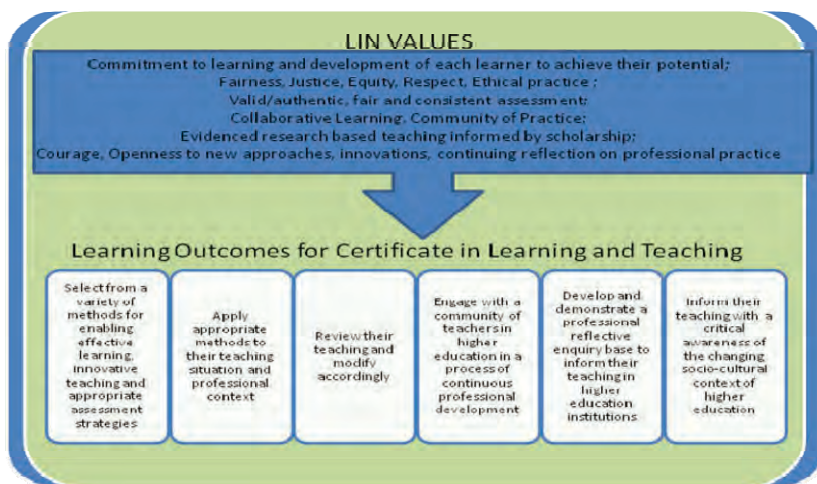 LIN VALUES
Commitment to learning and development of each learner to achieve their potential;
Fairness, Justice, Equity, Respect, Ethical practice ;
Valid/authentic, fair and consistent assessment;
Collaborative Learning, Community of Practice;
Evidenced research based teaching informed by scholarship;
Courage, Openness to new approaches, innovations, continuing reflection on professional practice
Learning Outcomes for Certificate in Learning and Teaching
Select from a
variety of
methods for
enabling
effective
learning,
innovative
teaching and
appropriate
assessment
strategies
Apply
appropriate
methods to
their teaching
situation and
professional
context
Review their
teaching and
modify
accordingly
Engage with a
community of
teachers in
higher
education in a
process of
continuous
professional
development
Develop and
demonstrate a
professional
reflective
enquiry base to
inform their
teaching in
higher
education
institutions
Inform their
teaching with a
critical
awareness of
the changing
socio-cultural
context of
higher
education